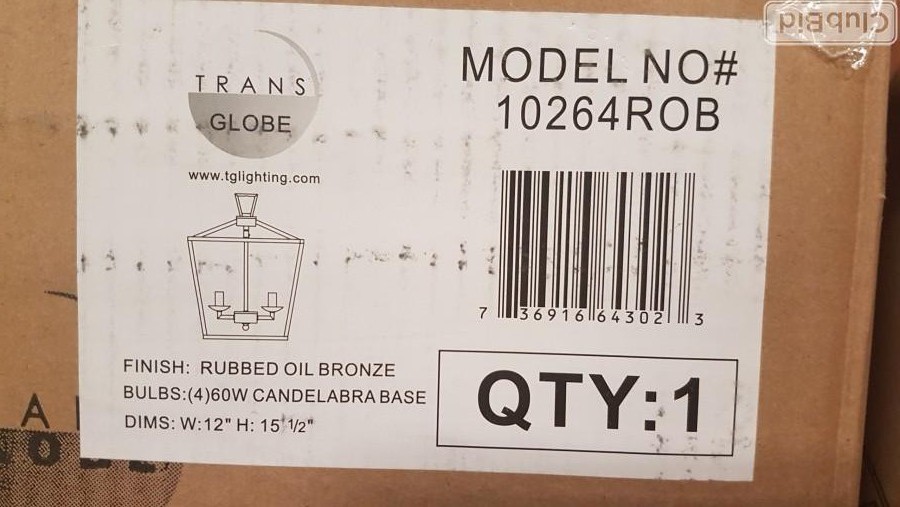 ClubBid
TRANS
GLOBE
www.tglighting.com
MODEL NO#
10264ROB
7 36916 64302 3
FINISH: RUBBED OIL BRONZE
BULBS:(4)60W CANDELABRA BASE
DIMS: W:12" H: 15 1/2"
QTY:1